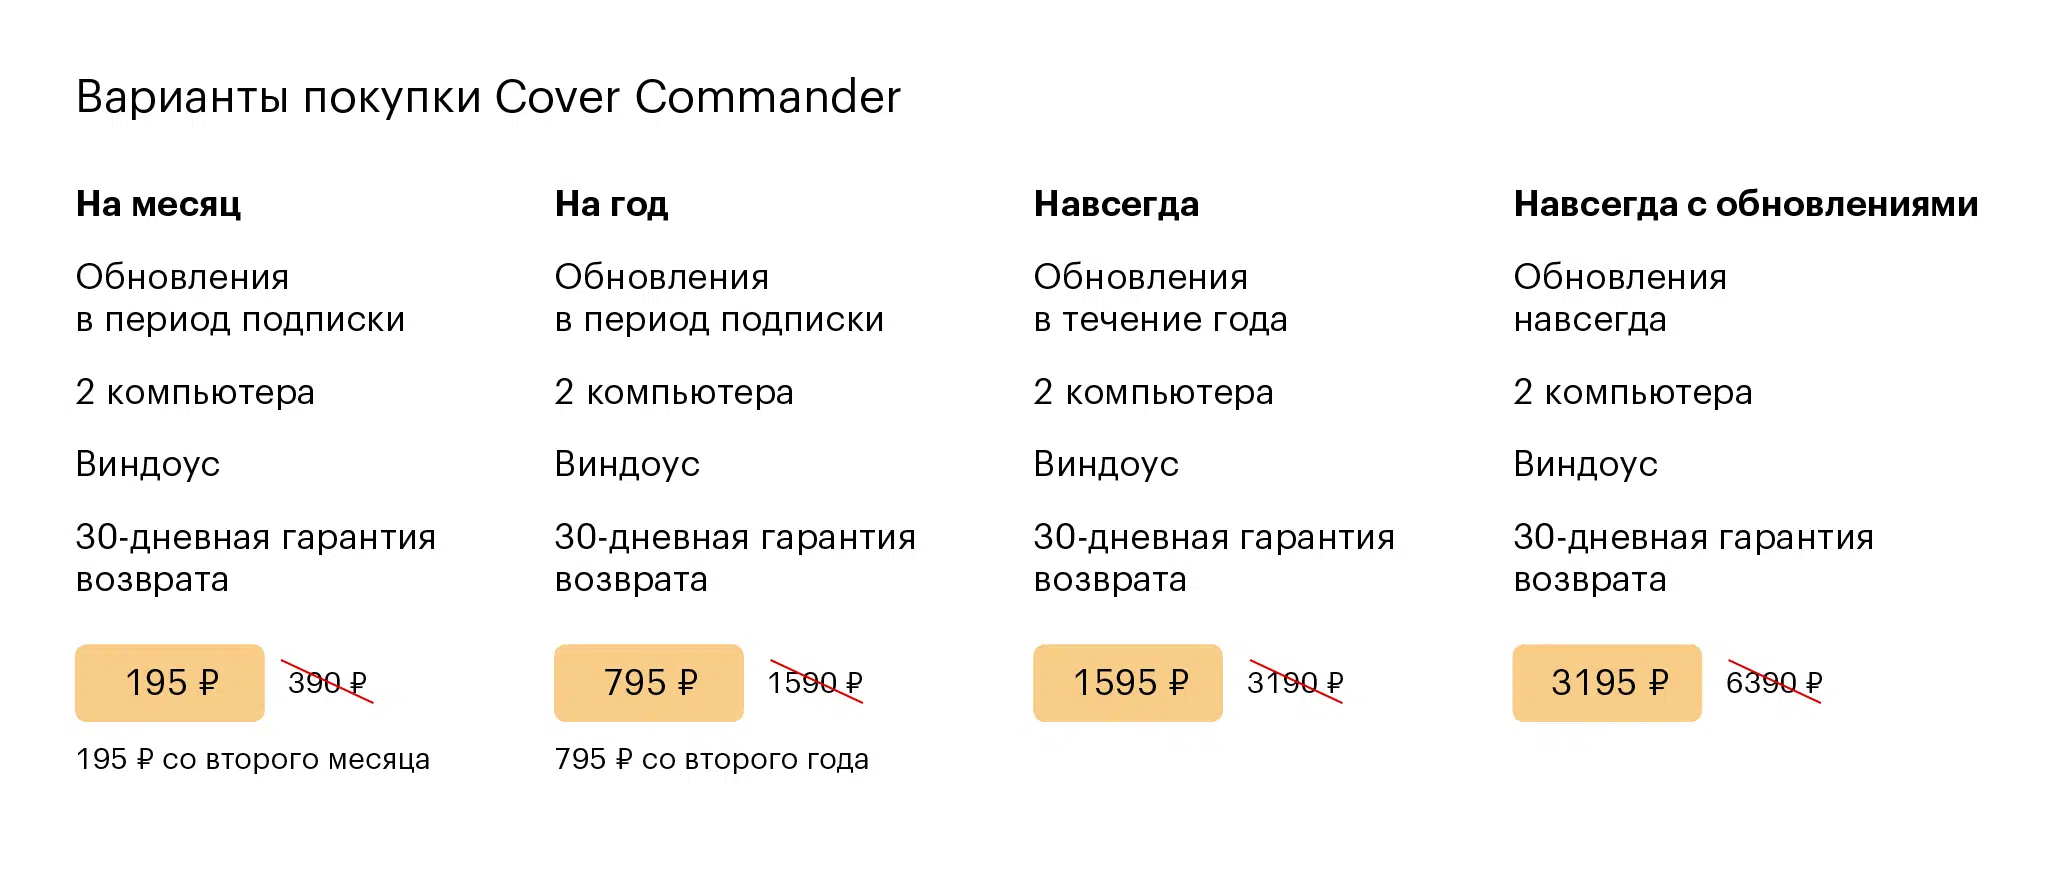 Варианты покупки Cover Commander
На месяц
Обновления
в период подписки
2 компьютера
Виндоус
30-дневная гарантия
возврата
195 ₽ 390 ₽
195 ₽ со второго месяца
На год
Обновления
в период подписки
2 компьютера
Виндоус
30-дневная гарантия
возврата
795 ₽ 1590 ₽
795 ₽ со второго года
Навсегда
Обновления
в течение года
2 компьютера
Виндоус
30-дневная гарантия
возврата
1595 ₽ 3190 ₽
Навсегда с обновлениями
Обновления
навсегда
2 компьютера
Виндоус
30-дневная гарантия
возврата
3195 ₽ 6390 ₽